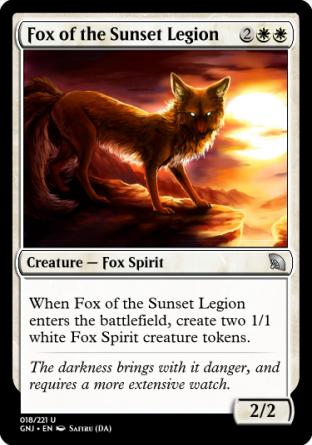 Fox of the Sunset Legion 2
Creature — Fox Spirit
When Fox of the Sunset Legion
enters the battlefield, create two 1/1
white Fox Spirit creature tokens.
The darkness brings with it danger, and
requires a more extensive watch.
2/2
018/221 U
GNJ • EN Safiru (DA)